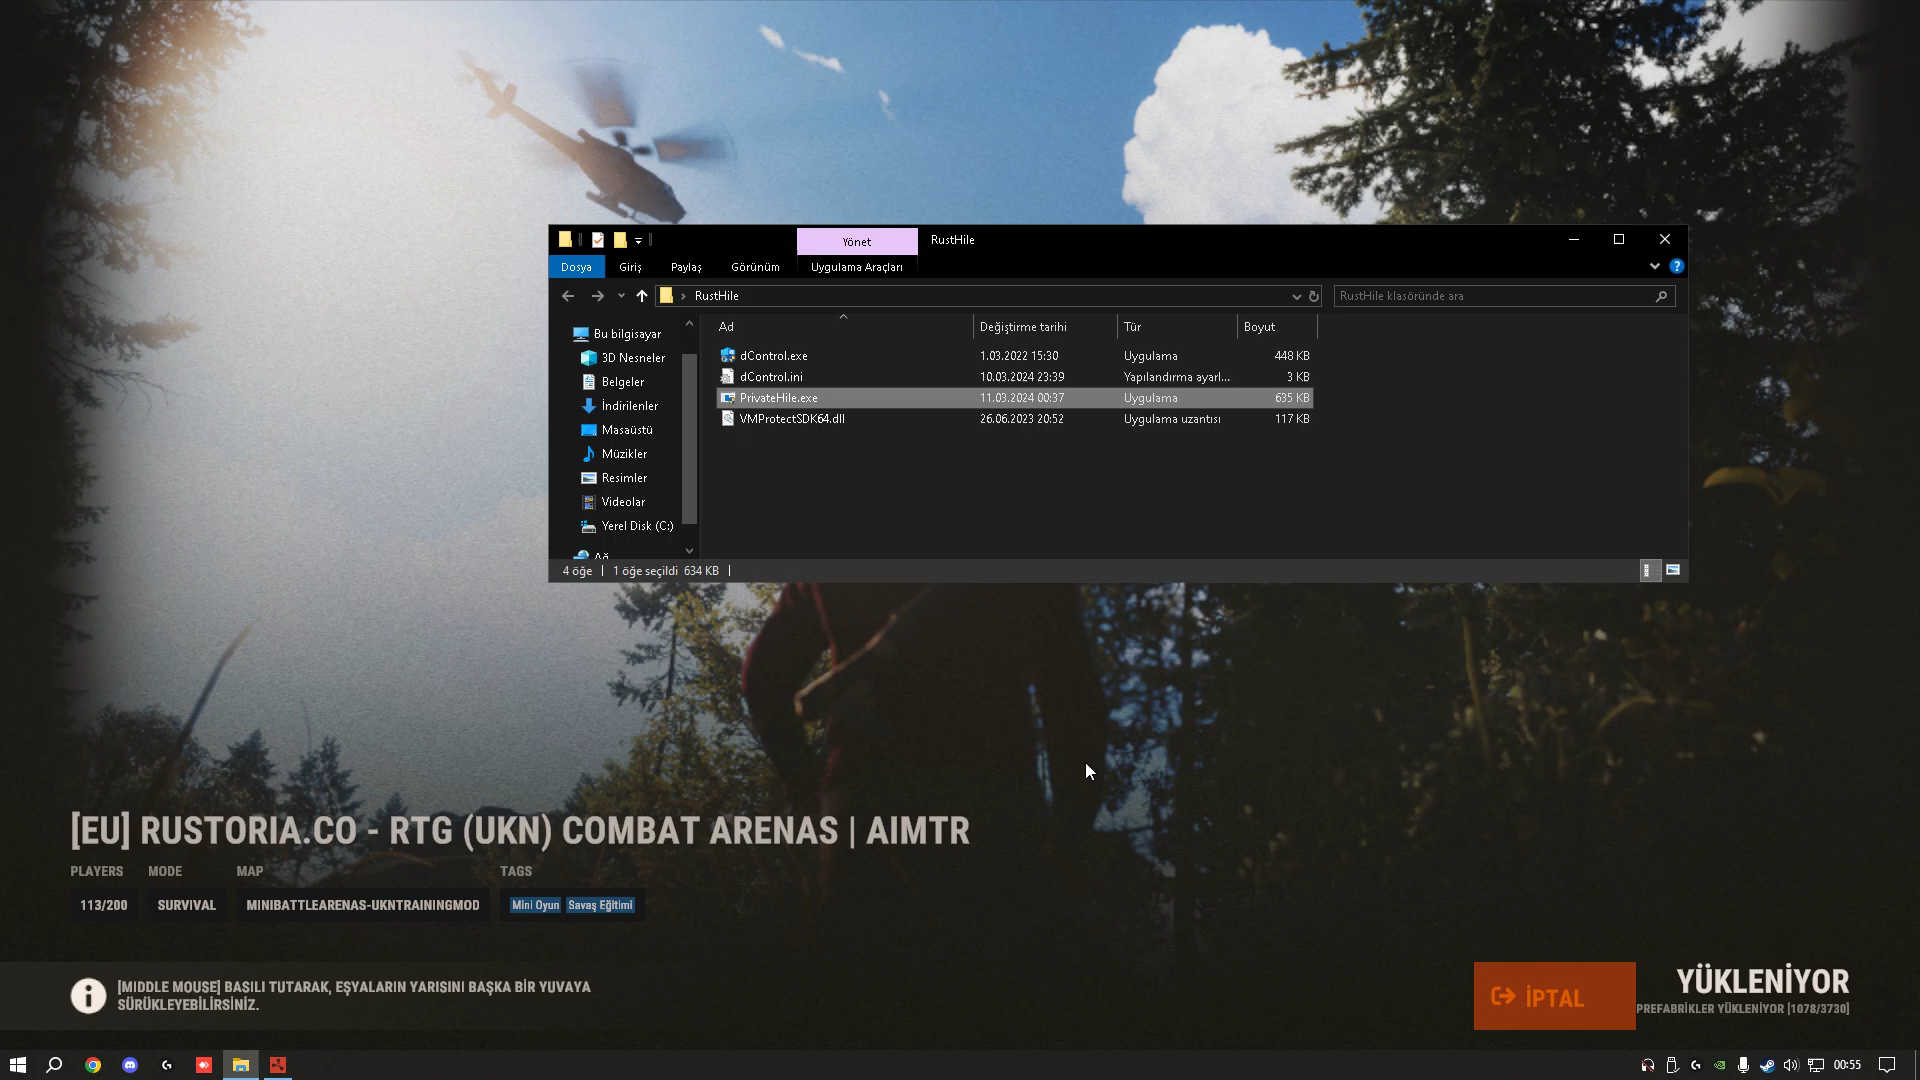 Yönet
RustHile
Dosya
Giriş
Paylaş
Görünüm
Uygulama Araçları
RustHile
RustHile klasöründe ara
Bu bilgisayar
3D Nesneler
Belgeler
İndirilenler
Masaüstü
Müzikler
Resimler
Videolar
Yerel Disk (C:)
Ağ
Ad Değiştirme tarihi Tür Boyut
dControl.exe 1.03.2022 15:30 Uygulama 448 KB
dControl.ini 10.03.2024 23:39 Yapılandırma ayarl... 3 KB
PrivateHile.exe 11.03.2024 00:37 Uygulama 635 KB
VMProtectSDK64.dll 26.06.2023 20:52 Uygulama uzantısı 117 KB
4 öğe 1 öğe seçildi 634 KB
[EU] RUSTORIA.CO - RTG (UKN) COMBAT ARENAS | AIMTR
PLAYERS MODE MAP TAGS
113/200 SURVIVAL MINIBATTLEARENAS-UKNTRAININGMOD Mini Oyun Savaş Eğitimi
[MIDDLE MOUSE] BASILI TUTARAK, EŞYALARIN YARISINI BAŞKA BİR YUVAYA
SÜRÜKLEYEBİLİRSİNİZ.
İPTAL
YÜKLENİYOR
PREFABRİKLER YÜKLENİYOR [1078/3730]
00:55